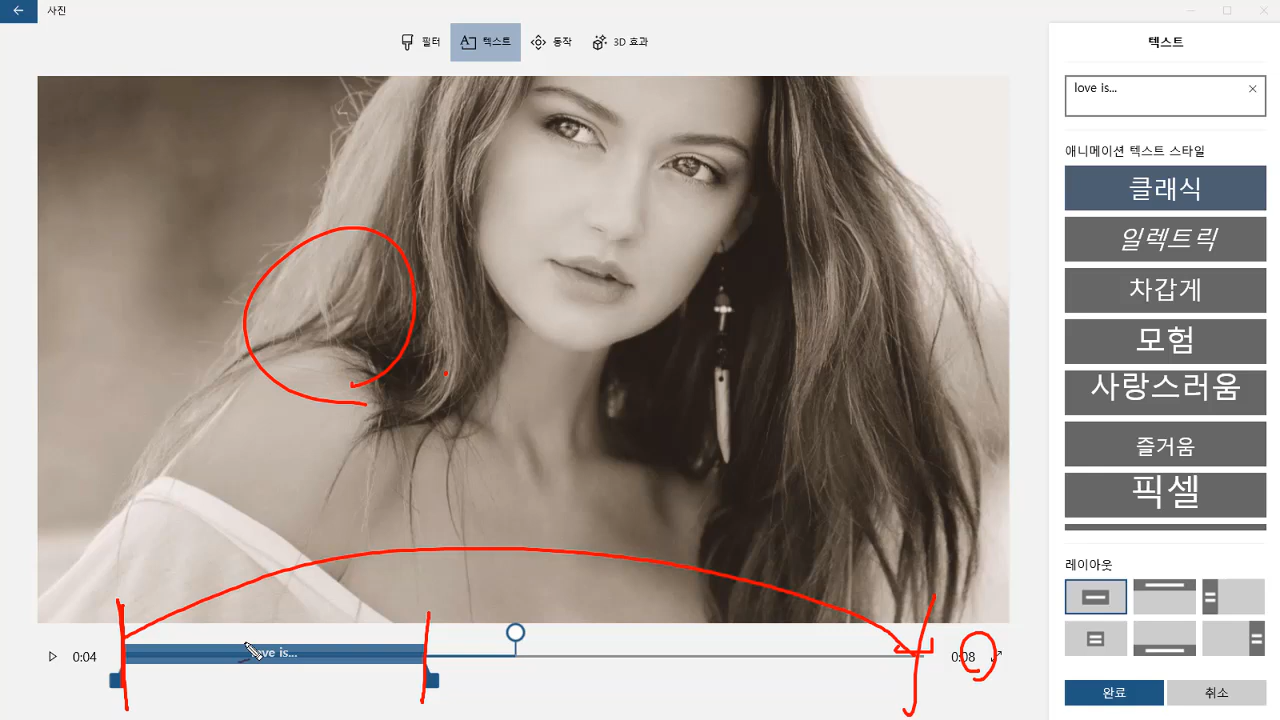 사진
필터
텍스트
동작
3D 효과
텍스트
love is...
애니메이션 텍스트 스타일
클래식
일렉트릭
차갑게
모험
사랑스러움
즐거움
픽셀
레이아웃
0:04
love is...
0:08
완료
취소